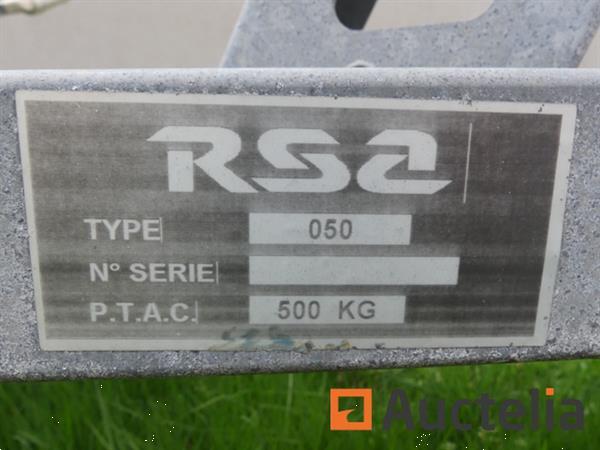 RSA
TYPE 050
N° SERIE
P.T.A.C. 500 KG
Auctelia